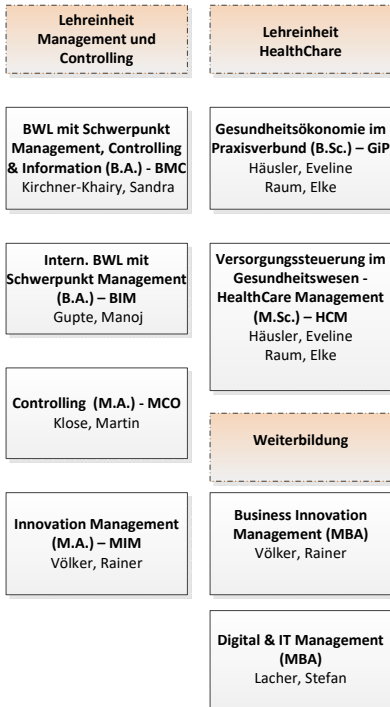 Lehreinheit
Management und
Controlling
BWL mit Schwerpunkt
Management, Controlling
& Information (B.A.) - BMC
Kirchner-Khairy, Sandra
Intern. BWL mit
Schwerpunkt Management
(B.A.) – BIM
Gupte, Manoj
Controlling  (M.A.) - MCO
Klose, Martin
Innovation Management
(M.A.) – MIM
Völker, Rainer
Lehreinheit
HealthChare
Gesundheitsökonomie im
Praxisverbund (B.Sc.) – GiP
Häusler, Eveline
Raum, Elke
Versorgungssteuerung im
Gesundheitswesen -
HealthCare Management
(M.Sc.) – HCM
Häusler, Eveline
Raum, Elke
Weiterbildung
Business Innovation
Management (MBA)
Völker, Rainer
Digital & IT Management
(MBA)
Lacher, Stefan